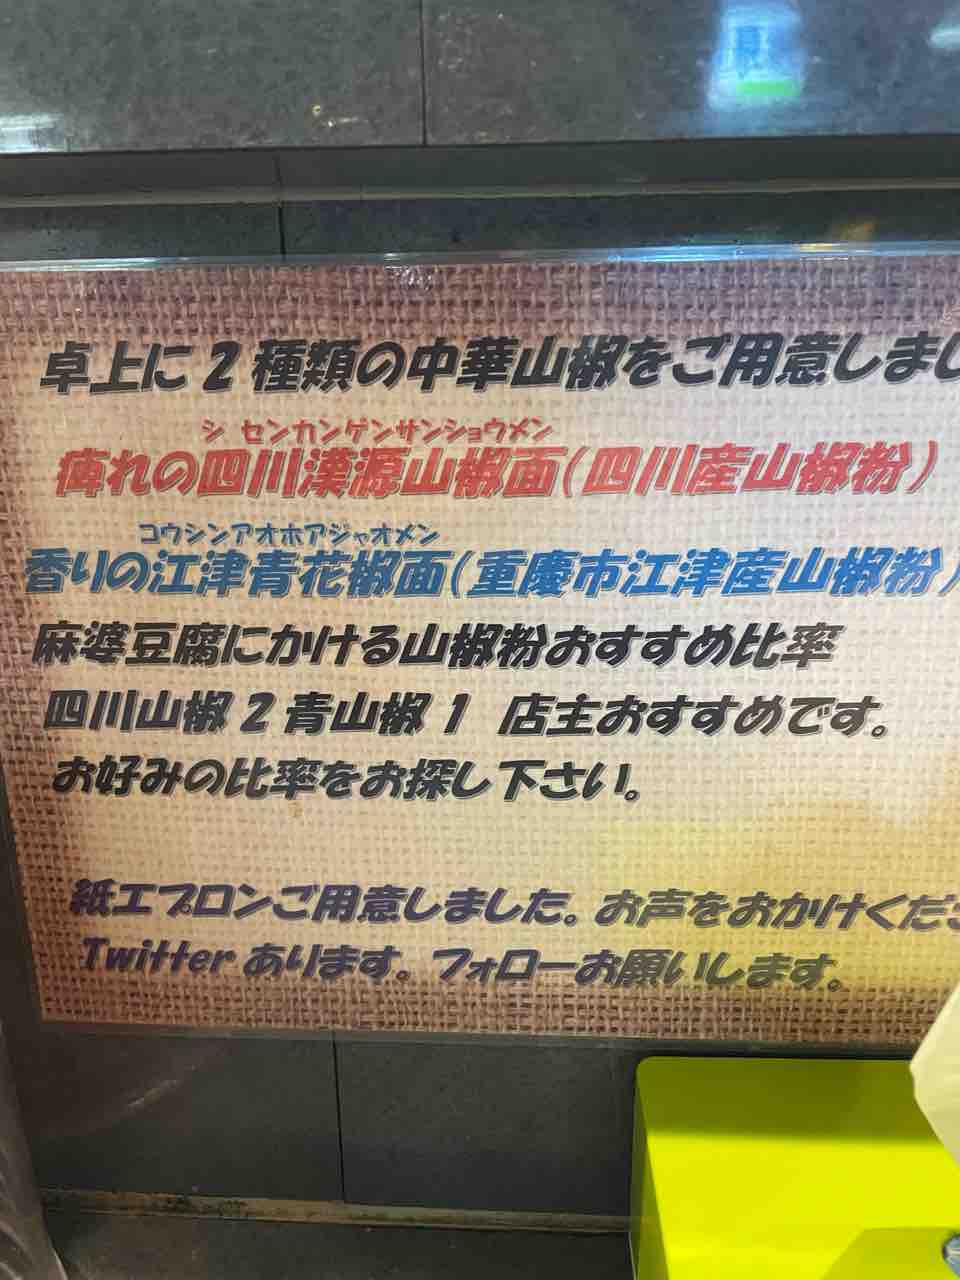 卓上に2種類の中華山椒をご用意しまし
シ センカンゲンサンショウメン
痺れの四川漢源山椒面(四川産山椒粉)
コウシンアオホアジャオメン
香りの江津青花椒面(重慶市江津産山椒粉)
麻婆豆腐にかける山椒粉おすすめ比率
四川山椒2青山椒1 店主おすすめです。
お好みの比率をお探し下さい。
紙エプロンご用意しました。お声をおかけくださ
Twitterあります。フォローお願いします。